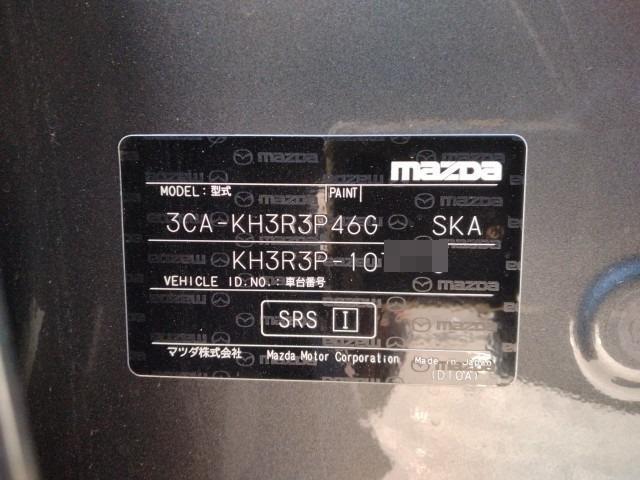 mazda
MODEL:型式 PAINT
3CA-KH3R3P46G SKA
KH3R3P-10
VEHICLE ID.NO.:車台番号
SRS I
マツダ株式会社 Mazda Motor Corporation Made in Japan
(D10A)